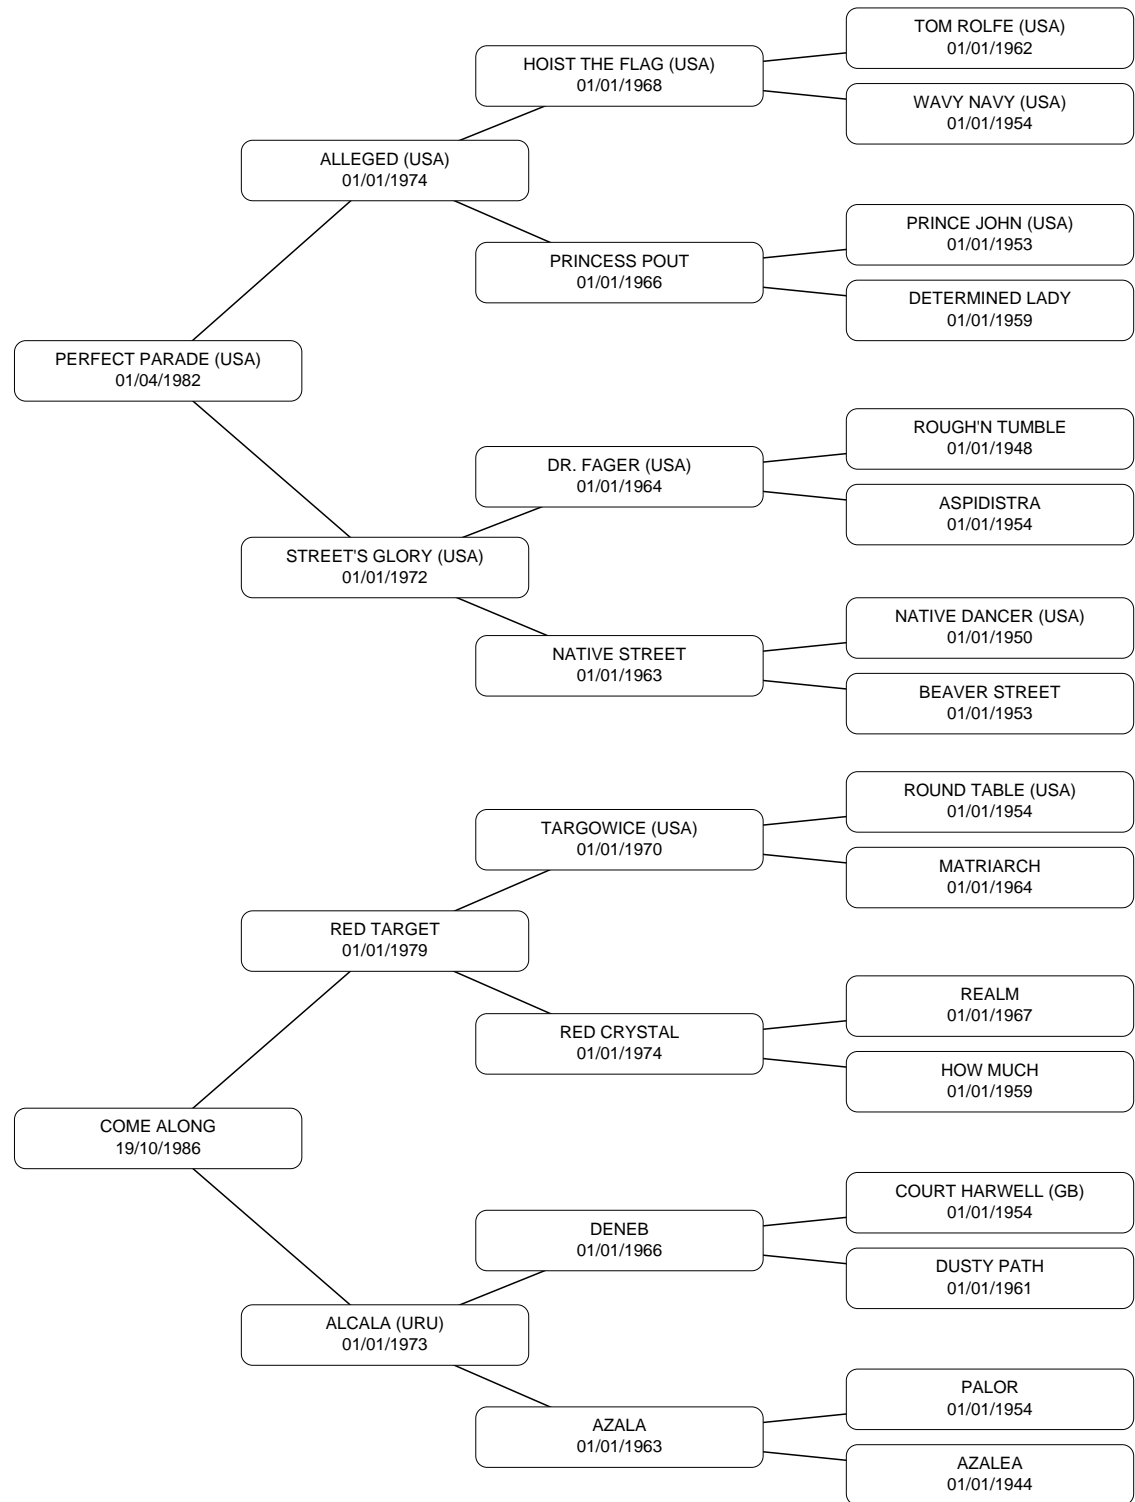 TOM ROLFE (USA)
01/01/1962
HOIST THE FLAG (USA)
01/01/1968
WAVY NAVY (USA)
01/01/1954
ALLEGED (USA)
01/01/1974
PRINCE JOHN (USA)
01/01/1953
PRINCESS POUT
01/01/1966
DETERMINED LADY
01/01/1959
PERFECT PARADE (USA)
01/04/1982
ROUGH'N TUMBLE
01/01/1948
DR. FAGER (USA)
01/01/1964
ASPIDISTRA
01/01/1954
STREET'S GLORY (USA)
01/01/1972
NATIVE DANCER (USA)
01/01/1950
NATIVE STREET
01/01/1963
BEAVER STREET
01/01/1953
ROUND TABLE (USA)
01/01/1954
TARGOWICE (USA)
01/01/1970
MATRIARCH
01/01/1964
RED TARGET
01/01/1979
REALM
01/01/1967
RED CRYSTAL
01/01/1974
HOW MUCH
01/01/1959
COME ALONG
19/10/1986
COURT HARWELL (GB)
01/01/1954
DENEB
01/01/1966
DUSTY PATH
01/01/1961
ALCALA (URU)
01/01/1973
PALOR
01/01/1954
AZALA
01/01/1963
AZALEA
01/01/1944